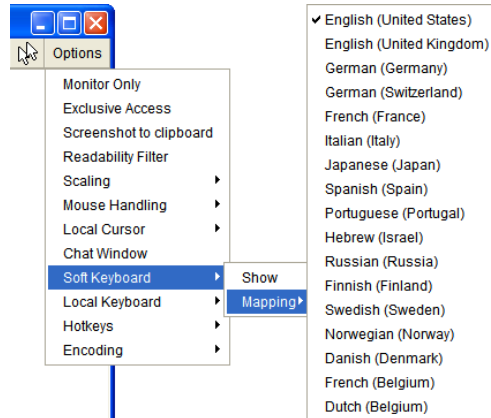 Options
Monitor Only
Exclusive Access
Screenshot to clipboard
Readability Filter
Scaling
Mouse Handling
Local Cursor
Chat Window
Soft Keyboard
Local Keyboard
Hotkeys
Encoding
Show
Mapping
English (United States)
English (United Kingdom)
German (Germany)
German (Switzerland)
French (France)
Italian (Italy)
Japanese (Japan)
Spanish (Spain)
Portuguese (Portugal)
Hebrew (Israel)
Russian (Russia)
Finnish (Finland)
Swedish (Sweden)
Norwegian (Norway)
Danish (Denmark)
French (Belgium)
Dutch (Belgium)